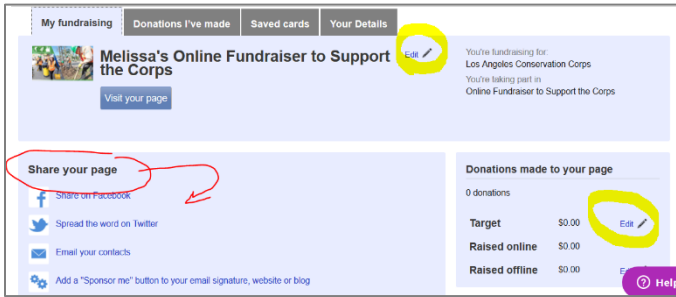 My fundraising
Donations I've made
Saved cards
Your Details
Melissa's Online Fundraiser to Support
the Corps
Edit
Visit your page
You're fundraising for:
Los Angeles Conservation Corps
You're taking part in
Online Fundraiser to Support the Corps
Share your page
Share on Facebook
Spread the word on Twitter
Email your contacts
Add a "Sponsor me" button to your email signature, website or blog
Donations made to your page
0 donations
Target $0.00 Edit
Raised online $0.00
Raised offline $0.00
Help